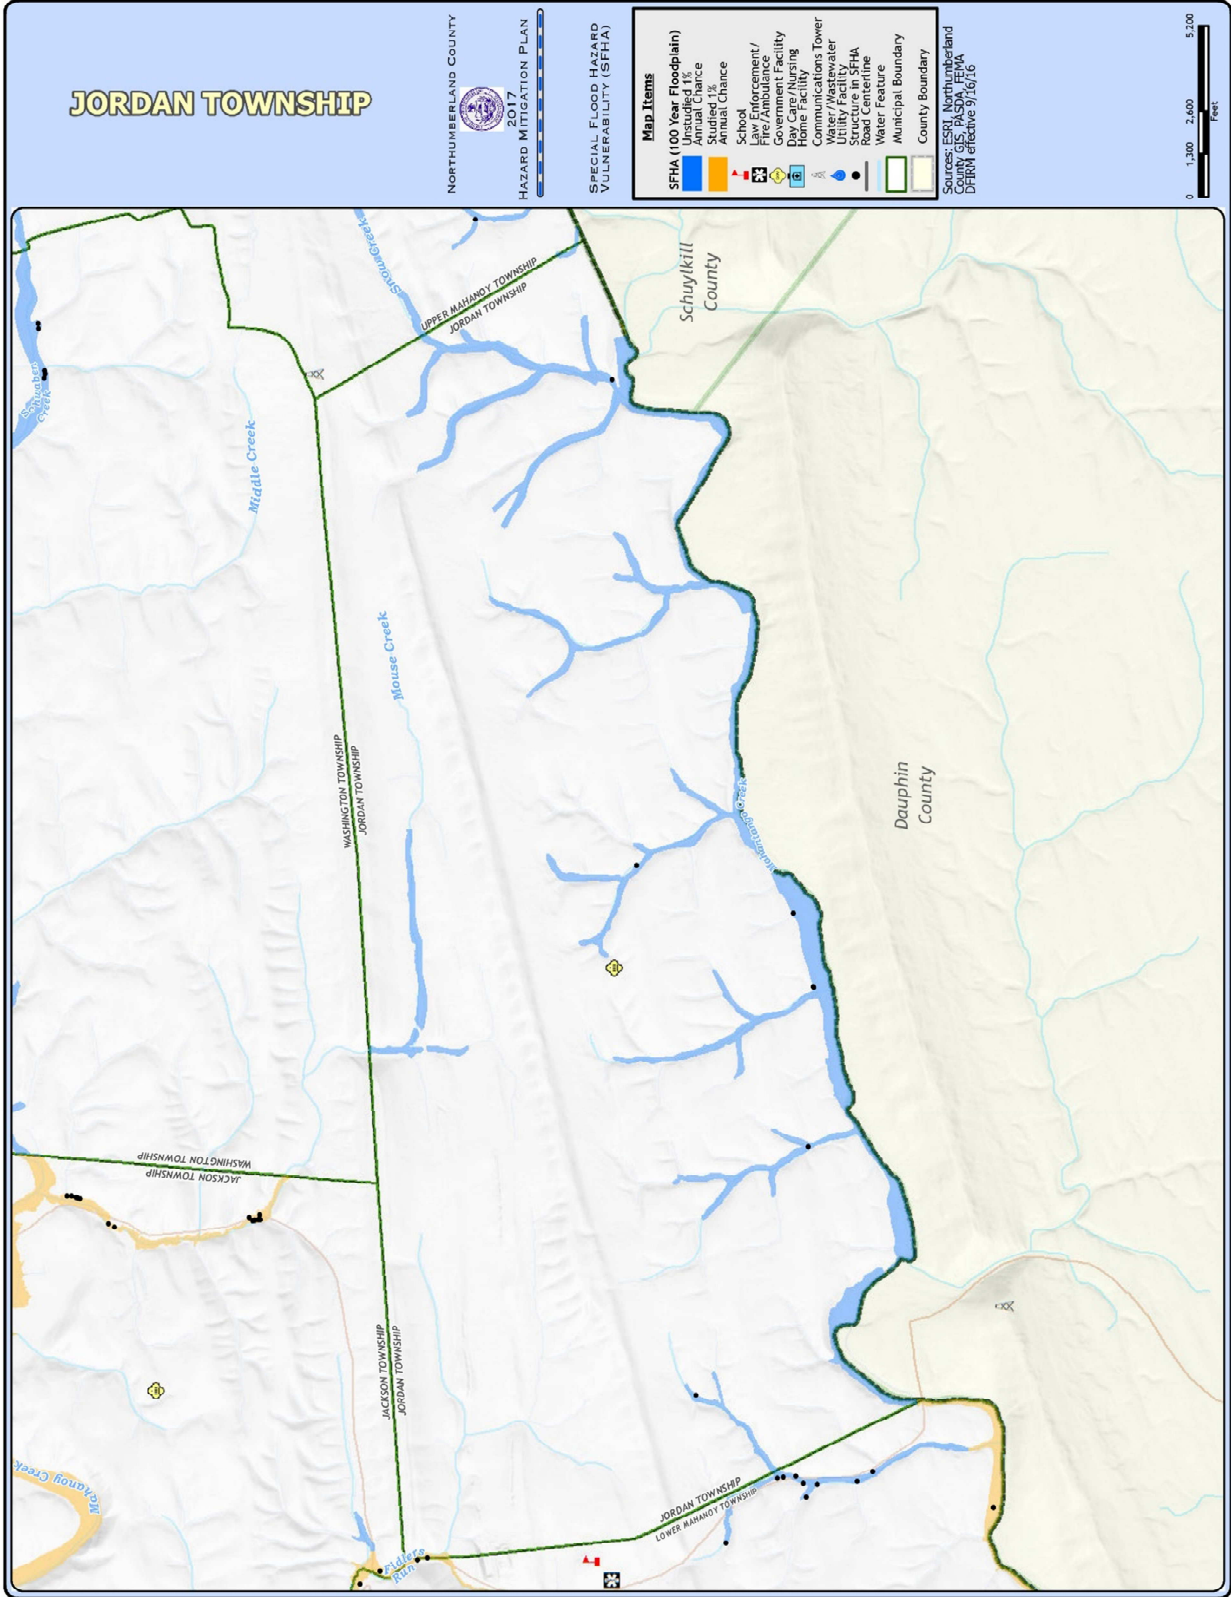 JORDAN TOWNSHIP
NORTHUMBERLAND COUNTY
2017
HAZARD MITIGATION PLAN
SPECIAL FLOOD HAZARD
VULNERABILITY (SFHA)
Map Items
SFHA (100 Year Floodplain)
Unstudied 1%
Annual Chance
Studied 1%
Annual Chance
School
Law Enforcement/
Fire/Ambulance
Government Facility
Day Care/Nursing
Home Facility
Communications Tower
Water/Wastewater
Utility Facility
Structure in SFHA
Road Centerline
Water Feature
Municipal Boundary
County Boundary
Sources: ESRI, Northumberland
County GIS, PASDA, FEMA
DFIRM effective 9/16/16
0 1,300 2,600 5,200
Feet
Schwaben
Creek
Middle Creek
Mouse Creek
UPPER MAHANOY TOWNSHIP
JORDAN TOWNSHIP
Schuylkill
County
WASHINGTON TOWNSHIP
JORDAN TOWNSHIP
Dauphin
County
WASHINGTON TOWNSHIP
JACKSON TOWNSHIP
JACKSON TOWNSHIP
JORDAN TOWNSHIP
Mahanoy Creek
Fidlers
Run
JORDAN TOWNSHIP
LOWER MAHANOY TOWNSHIP